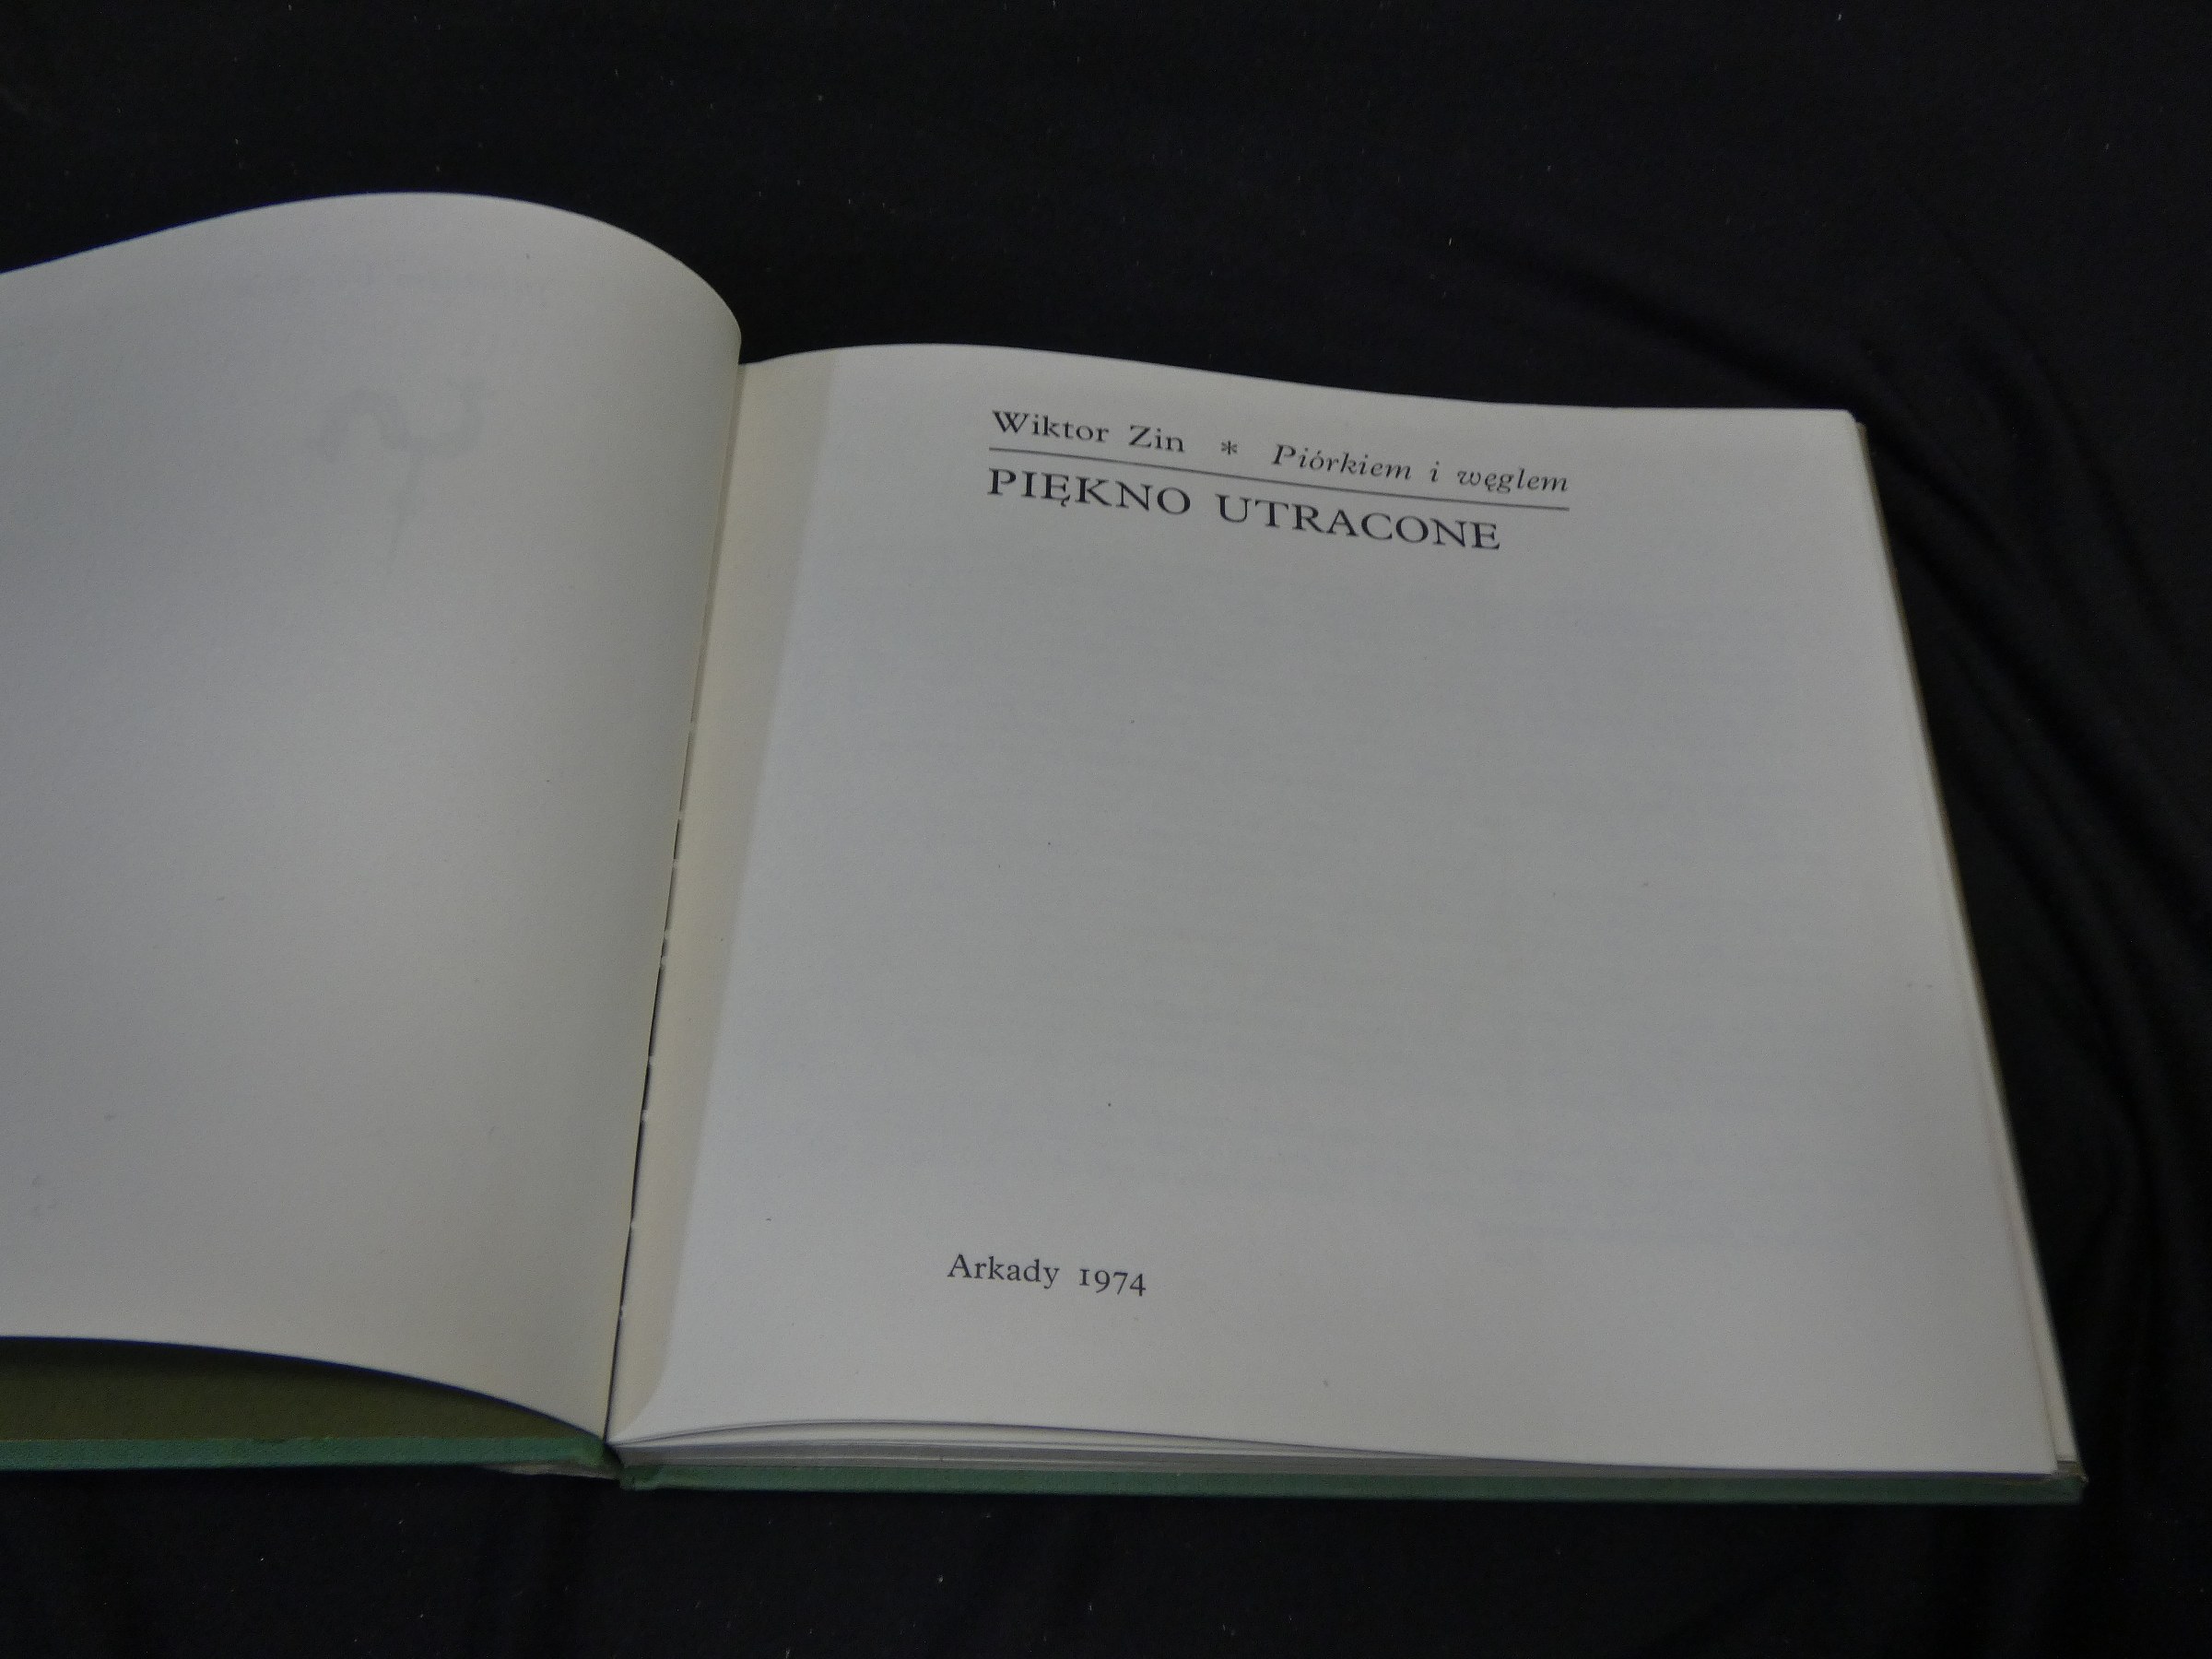 Wiktor Zin * Piórkiem i węglem
PIĘKNO UTRACONE
Arkady 1974